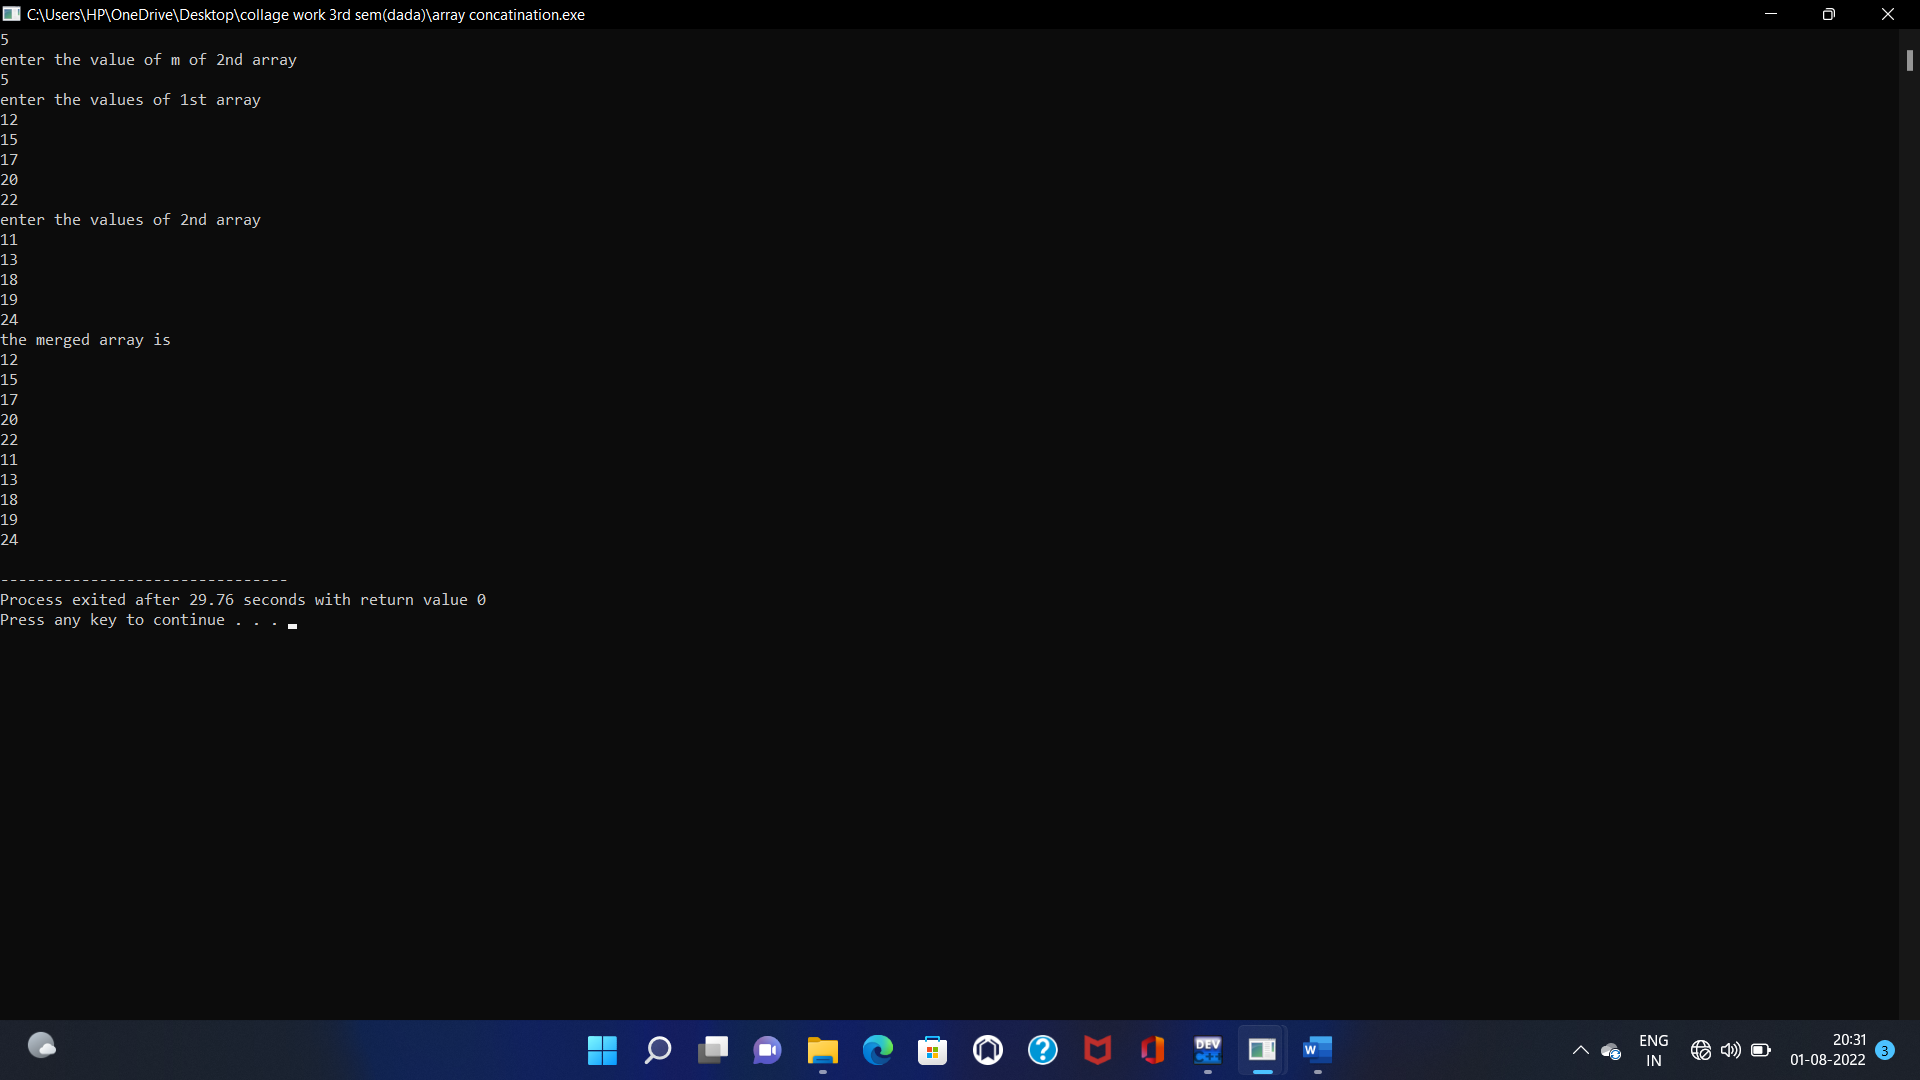 C:\Users\HP\OneDrive\Desktop\collage work 3rd sem(dada)\array concatination.exe
5
enter the value of m of 2nd array
5
enter the values of 1st array
12
15
17
20
22
enter the values of 2nd array
11
13
18
19
24
the merged array is
12
15
17
20
22
11
13
18
19
24
--------------------------------
Process exited after 29.76 seconds with return value 0
Press any key to continue . . .
DEV
C++
W
ENG
IN
20:31
01-08-2022
3